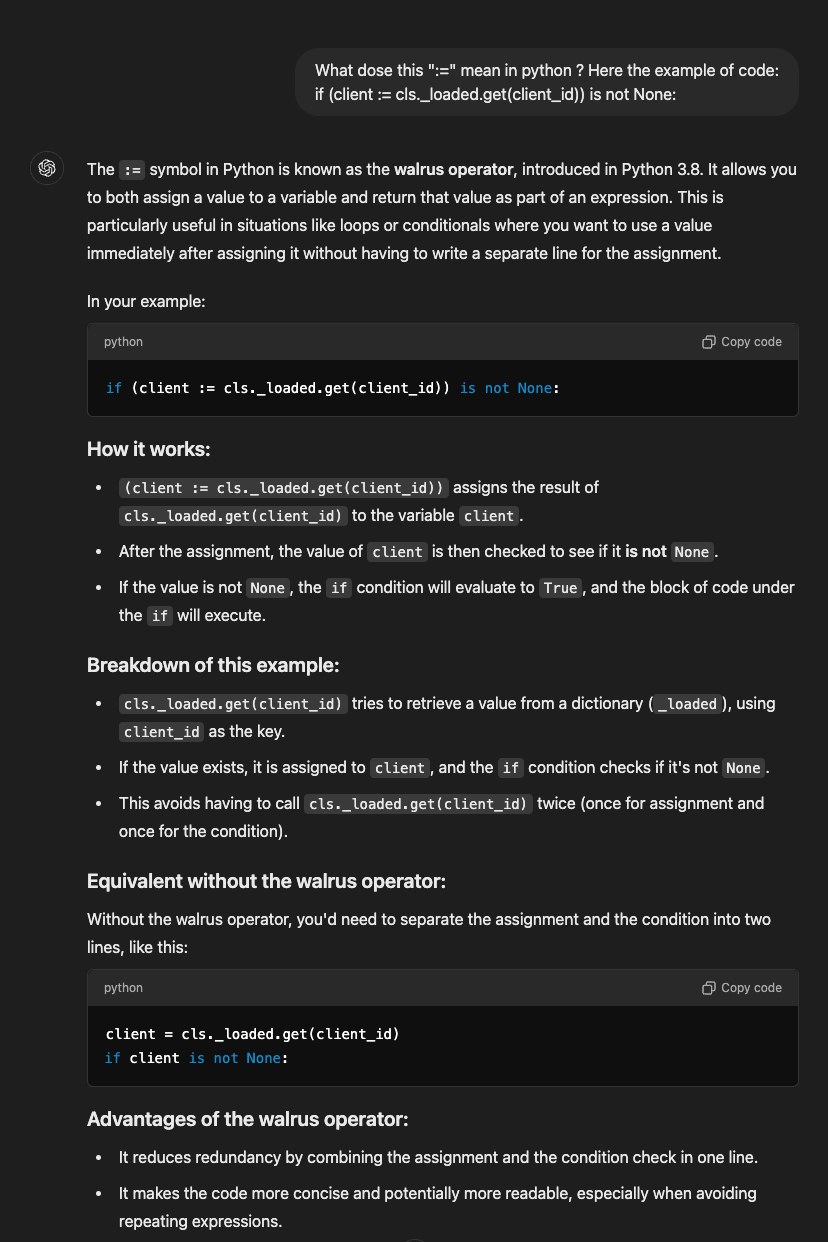 What dose this ":=" mean in python ? Here the example of code:
if (client := cls._loaded.get(client_id)) is not None:
The := symbol in Python is known as the walrus operator, introduced in Python 3.8. It allows you
to both assign a value to a variable and return that value as part of an expression. This is
particularly useful in situations like loops or conditionals where you want to use a value
immediately after assigning it without having to write a separate line for the assignment.
In your example:
python
Copy code
if (client := cls._loaded.get(client_id)) is not None:
How it works:
• (client := cls._loaded.get(client_id)) assigns the result of
cls._loaded.get(client_id) to the variable client.
• After the assignment, the value of client is then checked to see if it is not None.
• If the value is not None, the if condition will evaluate to True, and the block of code under
the if will execute.
Breakdown of this example:
• cls._loaded.get(client_id) tries to retrieve a value from a dictionary (_loaded), using
client_id as the key.
• If the value exists, it is assigned to client, and the if condition checks if it's not None.
• This avoids having to call cls._loaded.get(client_id) twice (once for assignment and
once for the condition).
Equivalent without the walrus operator:
Without the walrus operator, you'd need to separate the assignment and the condition into two
lines, like this:
python
Copy code
client = cls._loaded.get(client_id)
if client is not None:
Advantages of the walrus operator:
• It reduces redundancy by combining the assignment and the condition check in one line.
• It makes the code more concise and potentially more readable, especially when avoiding
repeating expressions.